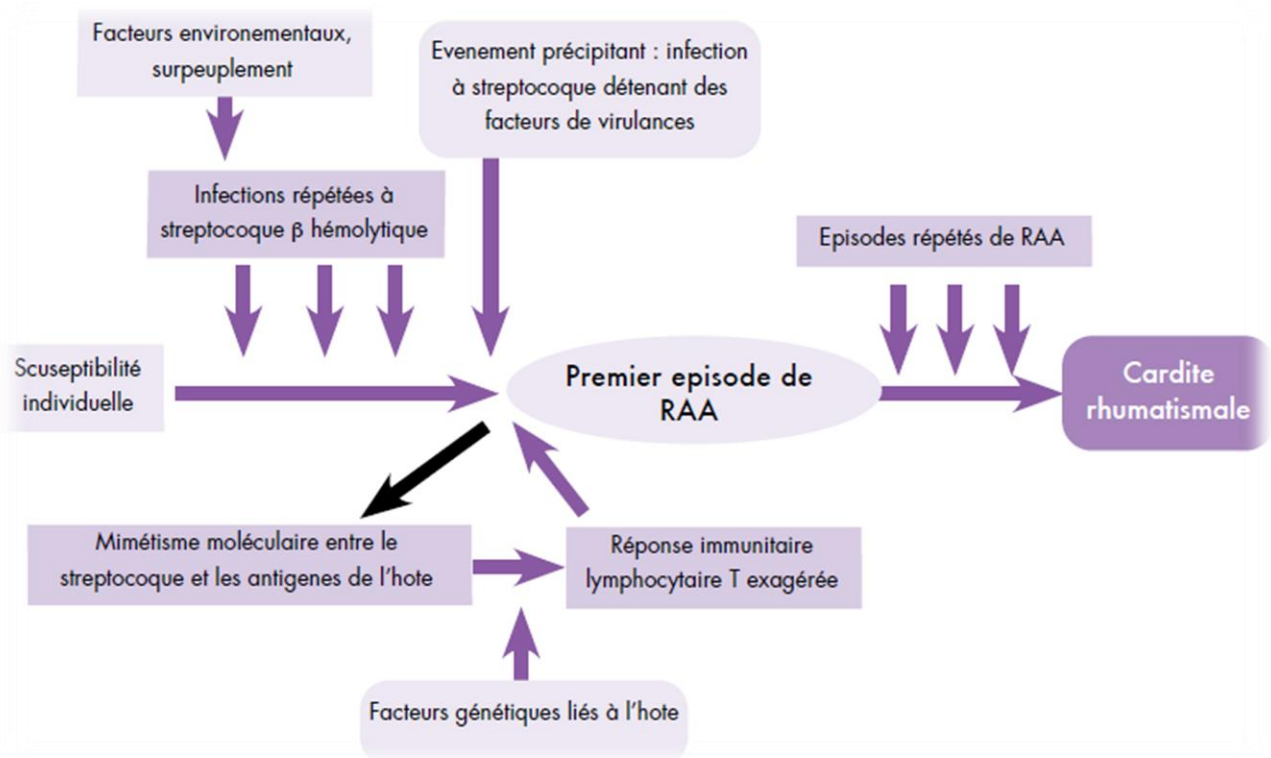 Facteurs environementaux,
surpeuplement
Evenement précipitant : infection
à streptocoque détenant des
facteurs de virulances
Infections répétées à
streptocoque β hémolytique
Episodes répétés de RAA
Scuseptibilité
individuelle
Premier episode de
RAA
Cardite
rhumatismale
Mimétisme moléculaire entre le
streptocoque et les antigenes de l'hote
Réponse immunitaire
lymphocytaire T exagérée
Facteurs génétiques liés à l'hote